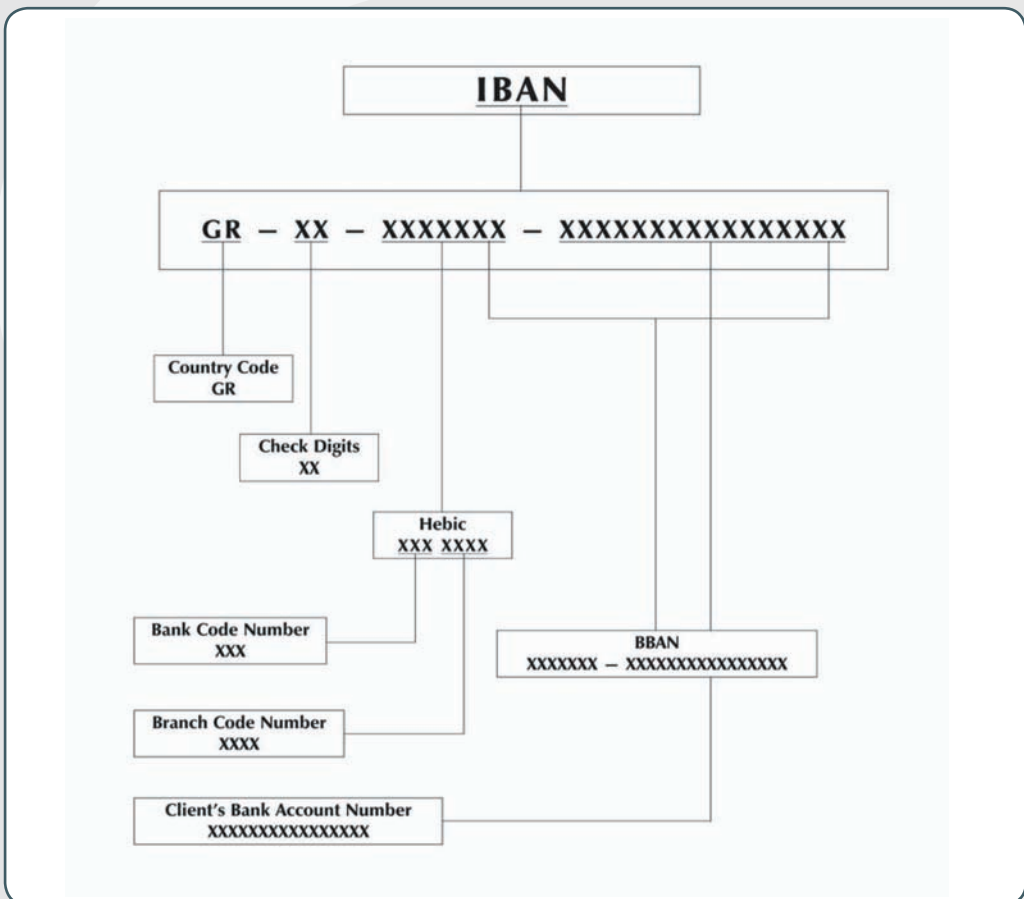 IBAN
GR – XX – XXXXXXX – XXXXXXXXXXXXXXXX
Country Code
GR
Check Digits
XX
Hebic
XXX XXXX
Bank Code Number
XXX
BBAN
XXXXXXX – XXXXXXXXXXXXXXXX
Branch Code Number
XXXX
Client's Bank Account Number
XXXXXXXXXXXXXXXX